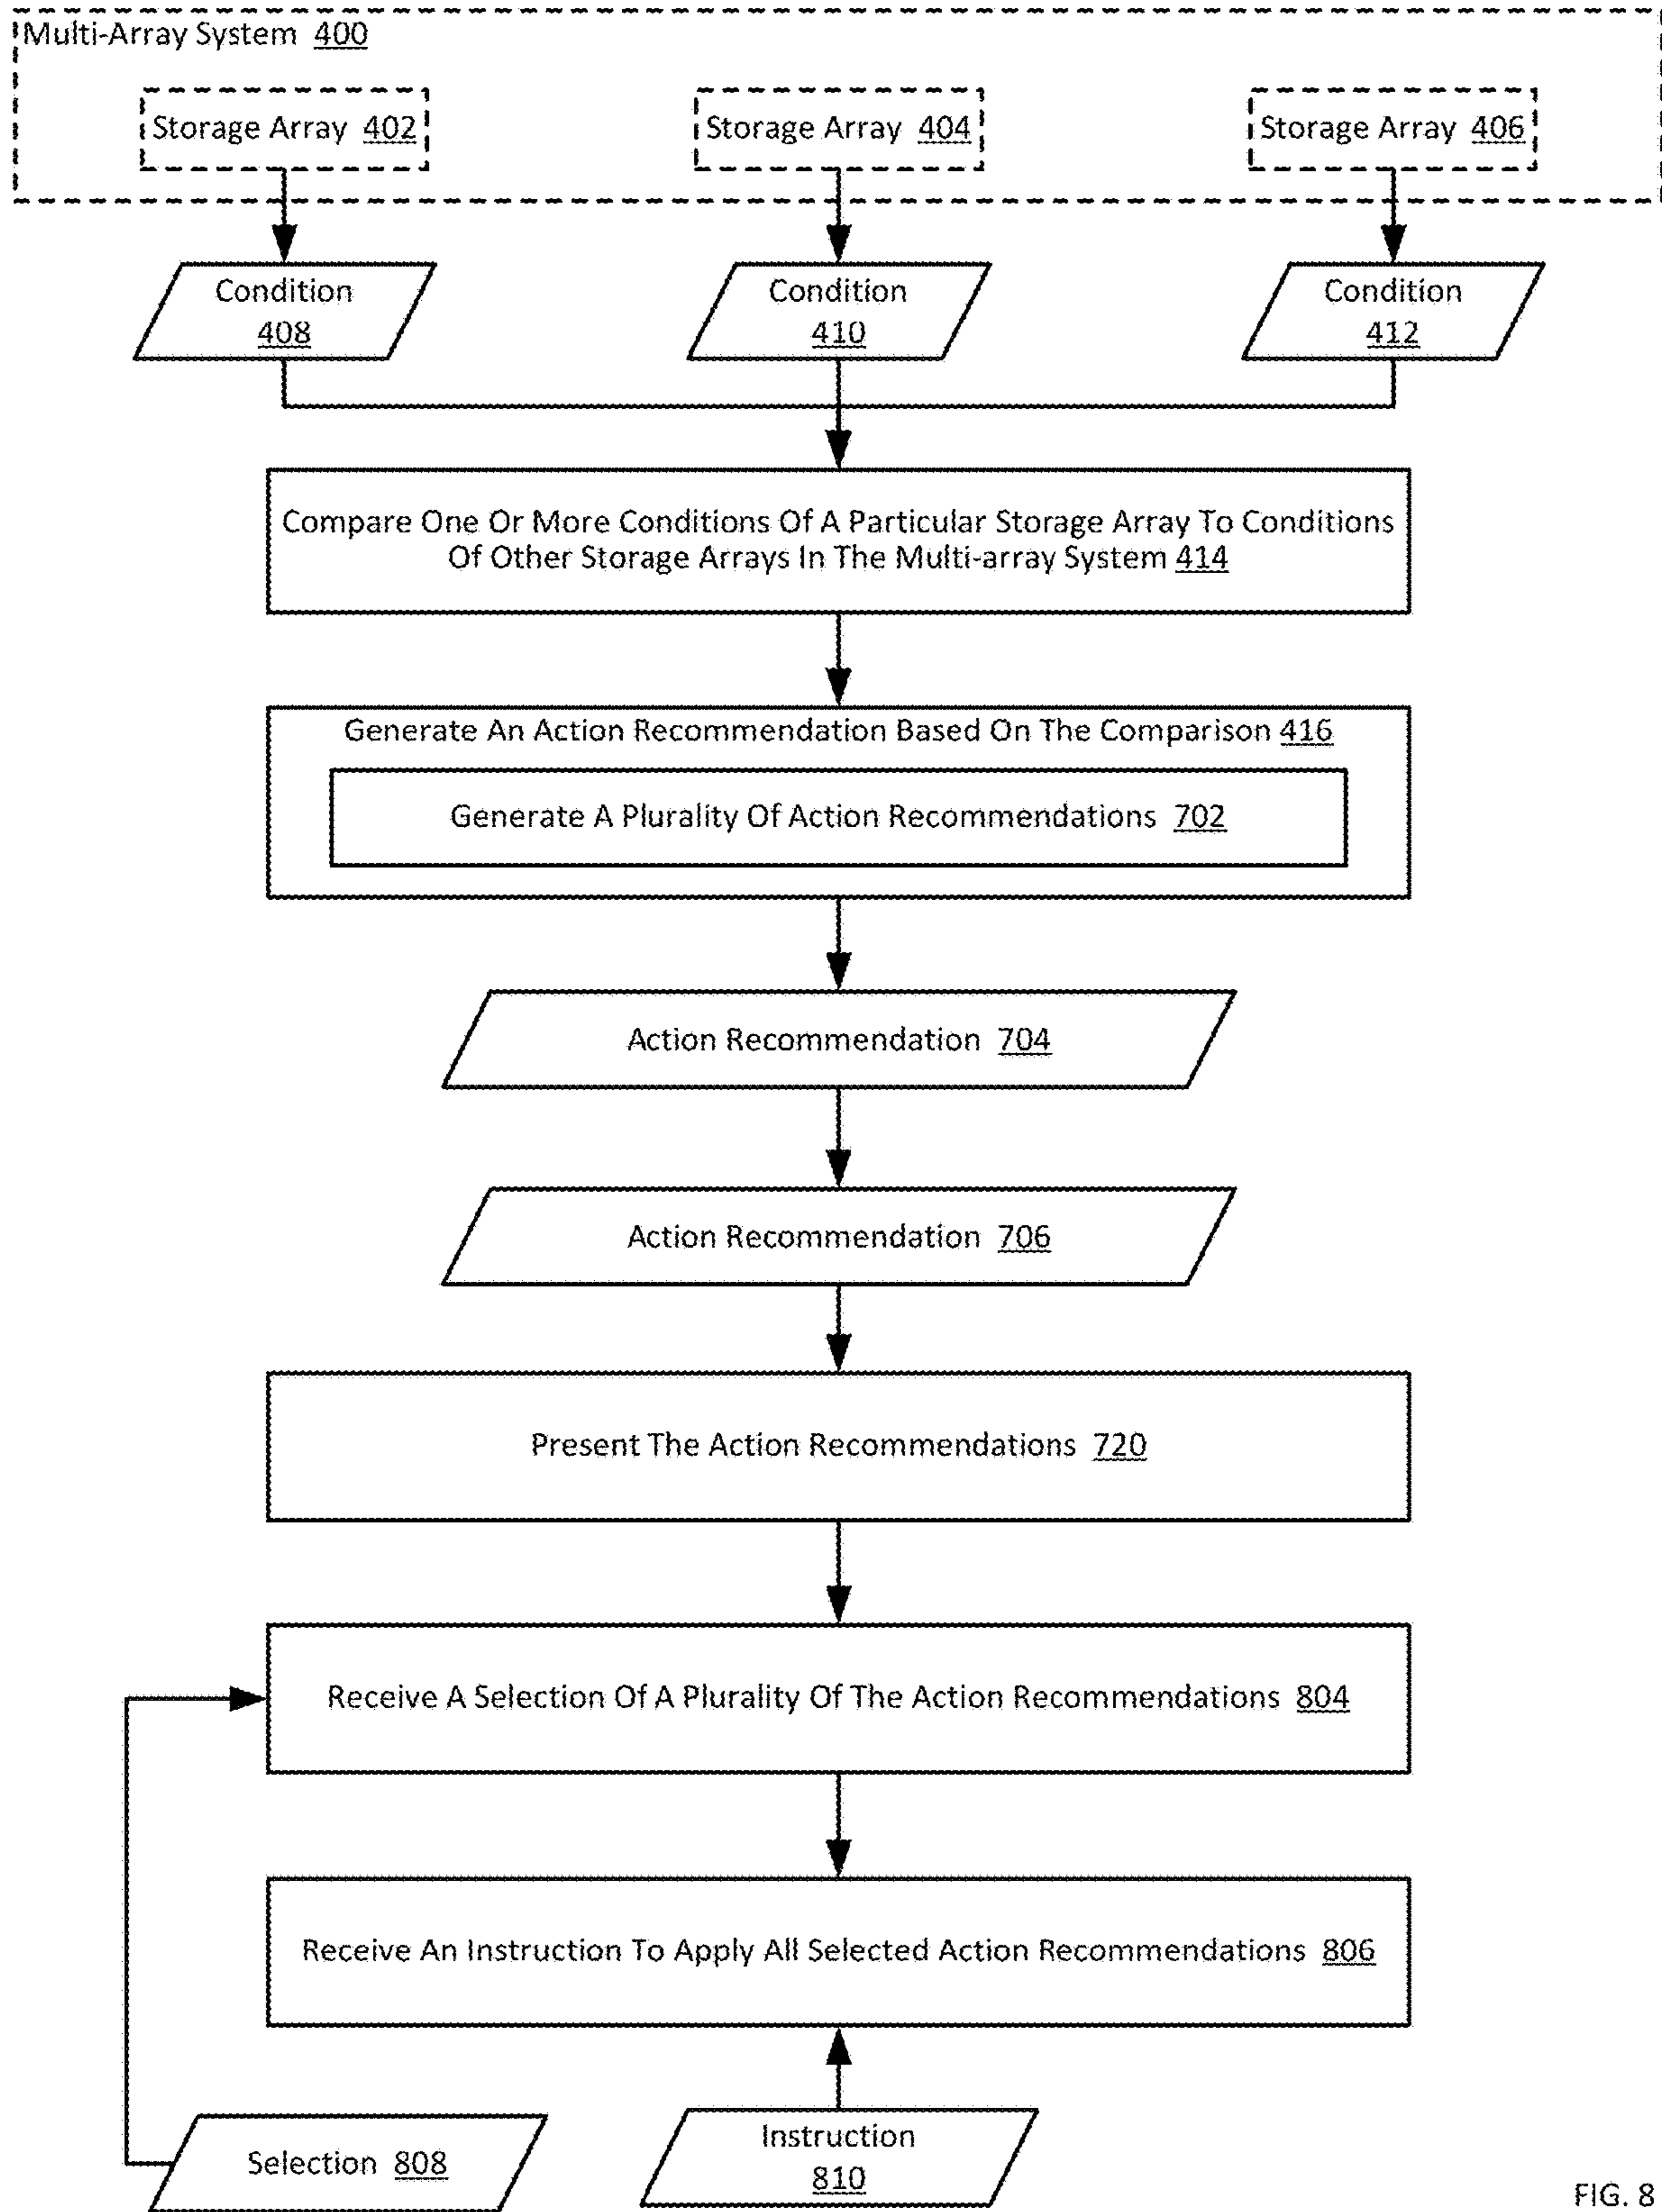 Multi-Array System 400
Storage Array 402
Storage Array 404
Storage Array 406
Condition
408
Condition
410
Condition
412
Compare One Or More Conditions Of A Particular Storage Array To Conditions
Of Other Storage Arrays In The Multi-array System 414
Generate An Action Recommendation Based On The Comparison 416
Generate A Plurality Of Action Recommendations 702
Action Recommendation 704
Action Recommendation 706
Present The Action Recommendations 720
Receive A Selection Of A Plurality Of The Action Recommendations 804
Receive An Instruction To Apply All Selected Action Recommendations 806
Selection 808
Instruction
810
FIG. 8